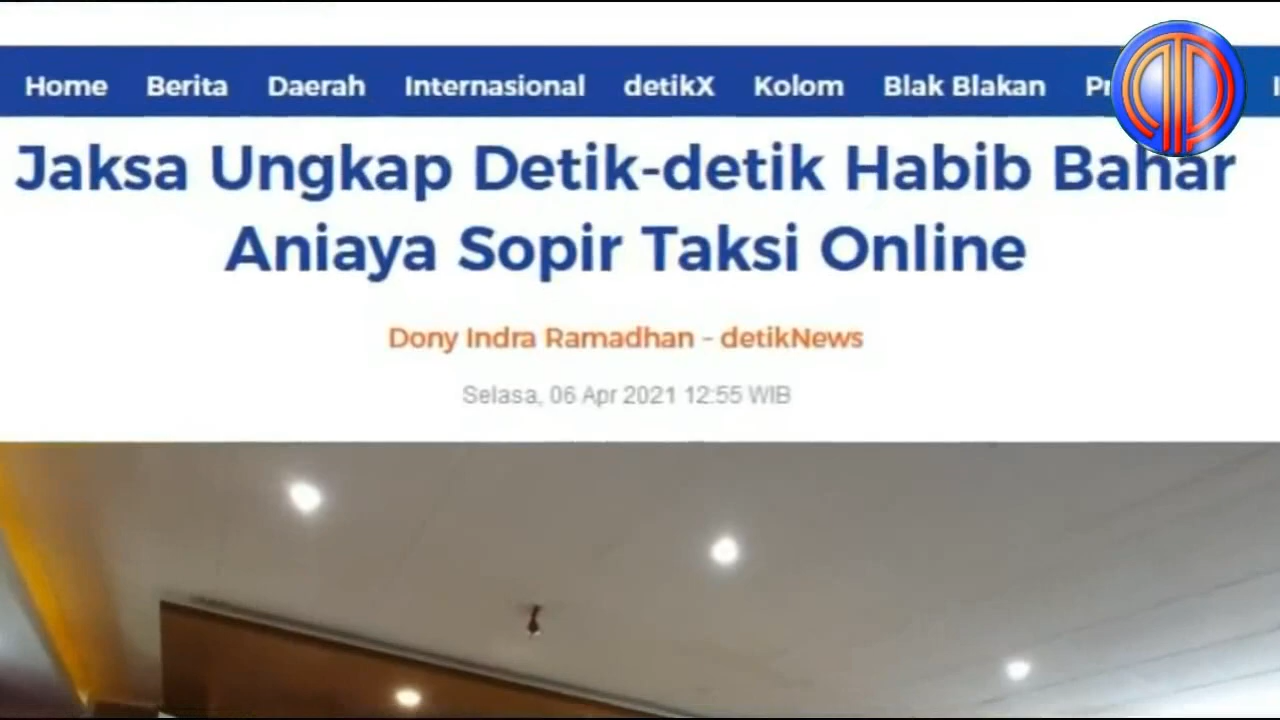 Home Berita Daerah Internasional detikX Kolom Blak Blakan
Jaksa Ungkap Detik-detik Habib Bahar
Aniaya Sopir Taksi Online
Dony Indra Ramadhan - detikNews
Selasa, 06 Apr 2021 12:55 WIB